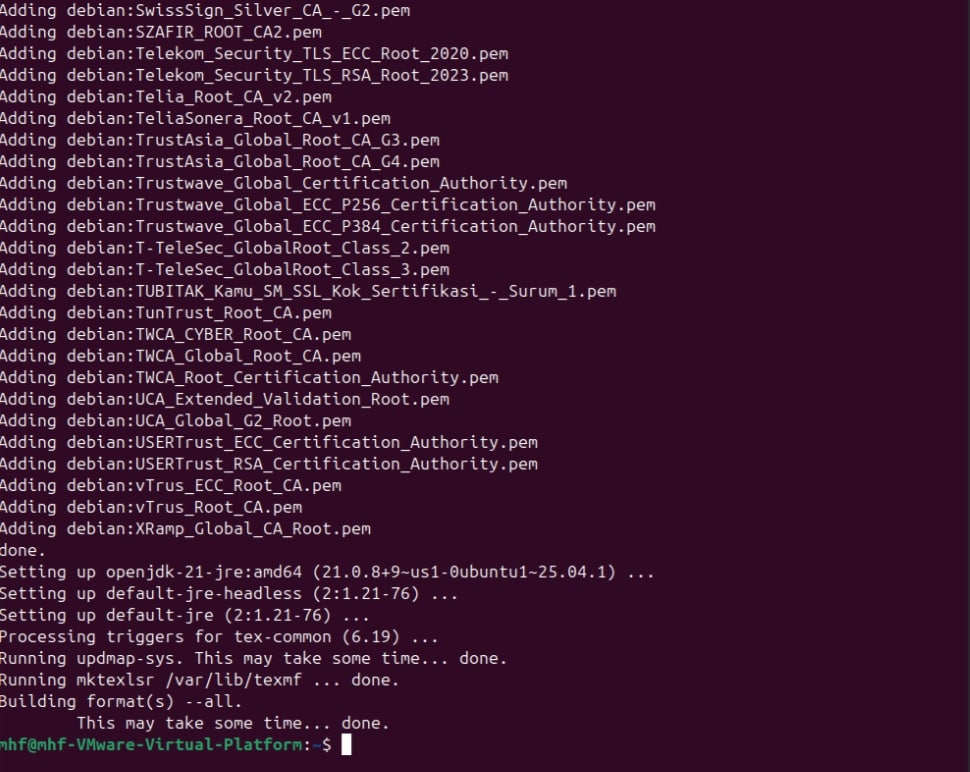 Adding debian:SwissSign_Silver_CA_-_G2.pem
Adding debian:SZAFIR_ROOT_CA2.pem
Adding debian:Telekom_Security_TLS_ECC_Root_2020.pem
Adding debian:Telekom_Security_TLS_RSA_Root_2023.pem
Adding debian:Telia_Root_CA_v2.pem
Adding debian:TeliaSonera_Root_CA_v1.pem
Adding debian:TrustAsia_Global_Root_CA_G3.pem
Adding debian:TrustAsia_Global_Root_CA_G4.pem
Adding debian:Trustwave_Global_Certification_Authority.pem
Adding debian:Trustwave_Global_ECC_P256_Certification_Authority.pem
Adding debian:Trustwave_Global_ECC_P384_Certification_Authority.pem
Adding debian:T-TeleSec_GlobalRoot_Class_2.pem
Adding debian:T-TeleSec_GlobalRoot_Class_3.pem
Adding debian:TUBITAK_Kamu_SM_SSL_Kok_Sertifikasi_-_Surum_1.pem
Adding debian:TunTrust_Root_CA.pem
Adding debian:TWCA_CYBER_Root_CA.pem
Adding debian:TWCA_Global_Root_CA.pem
Adding debian:TWCA_Root_Certification_Authority.pem
Adding debian:UCA_Extended_Validation_Root.pem
Adding debian:UCA_Global_G2_Root.pem
Adding debian:USERTrust_ECC_Certification_Authority.pem
Adding debian:USERTrust_RSA_Certification_Authority.pem
Adding debian:vTrus_ECC_Root_CA.pem
Adding debian:vTrus_Root_CA.pem
Adding debian:XRamp_Global_CA_Root.pem
done.
Setting up openjdk-21-jre:amd64 (21.0.8+9~us1-0ubuntu1~25.04.1) ...
Setting up default-jre-headless (2:1.21-76) ...
Setting up default-jre (2:1.21-76) ...
Processing triggers for tex-common (6.19) ...
Running updmap-sys. This may take some time... done.
Running mktexlsr /var/lib/texmf ... done.
Building format(s) --all.
This may take some time... done.
mhf@mhf-VMware-Virtual-Platform:~$